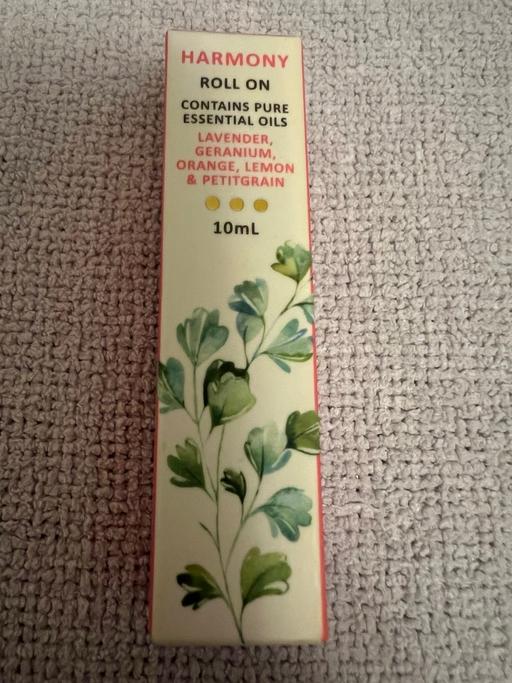 HARMONY
ROLL ON
CONTAINS PURE
ESSENTIAL OILS
LAVENDER,
GERANIUM,
ORANGE, LEMON
& PETITGRAIN
10mL